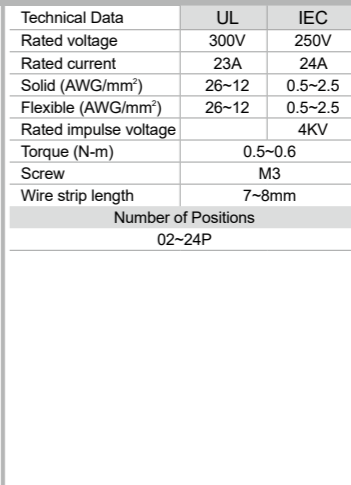 Technical Data UL IEC
Rated voltage 300V 250V
Rated current 23A 24A
Solid (AWG/mm²) 26~12 0.5~2.5
Flexible (AWG/mm²) 26~12 0.5~2.5
Rated impulse voltage 4KV
Torque (N-m) 0.5~0.6
Screw M3
Wire strip length 7~8mm
Number of Positions
02~24P